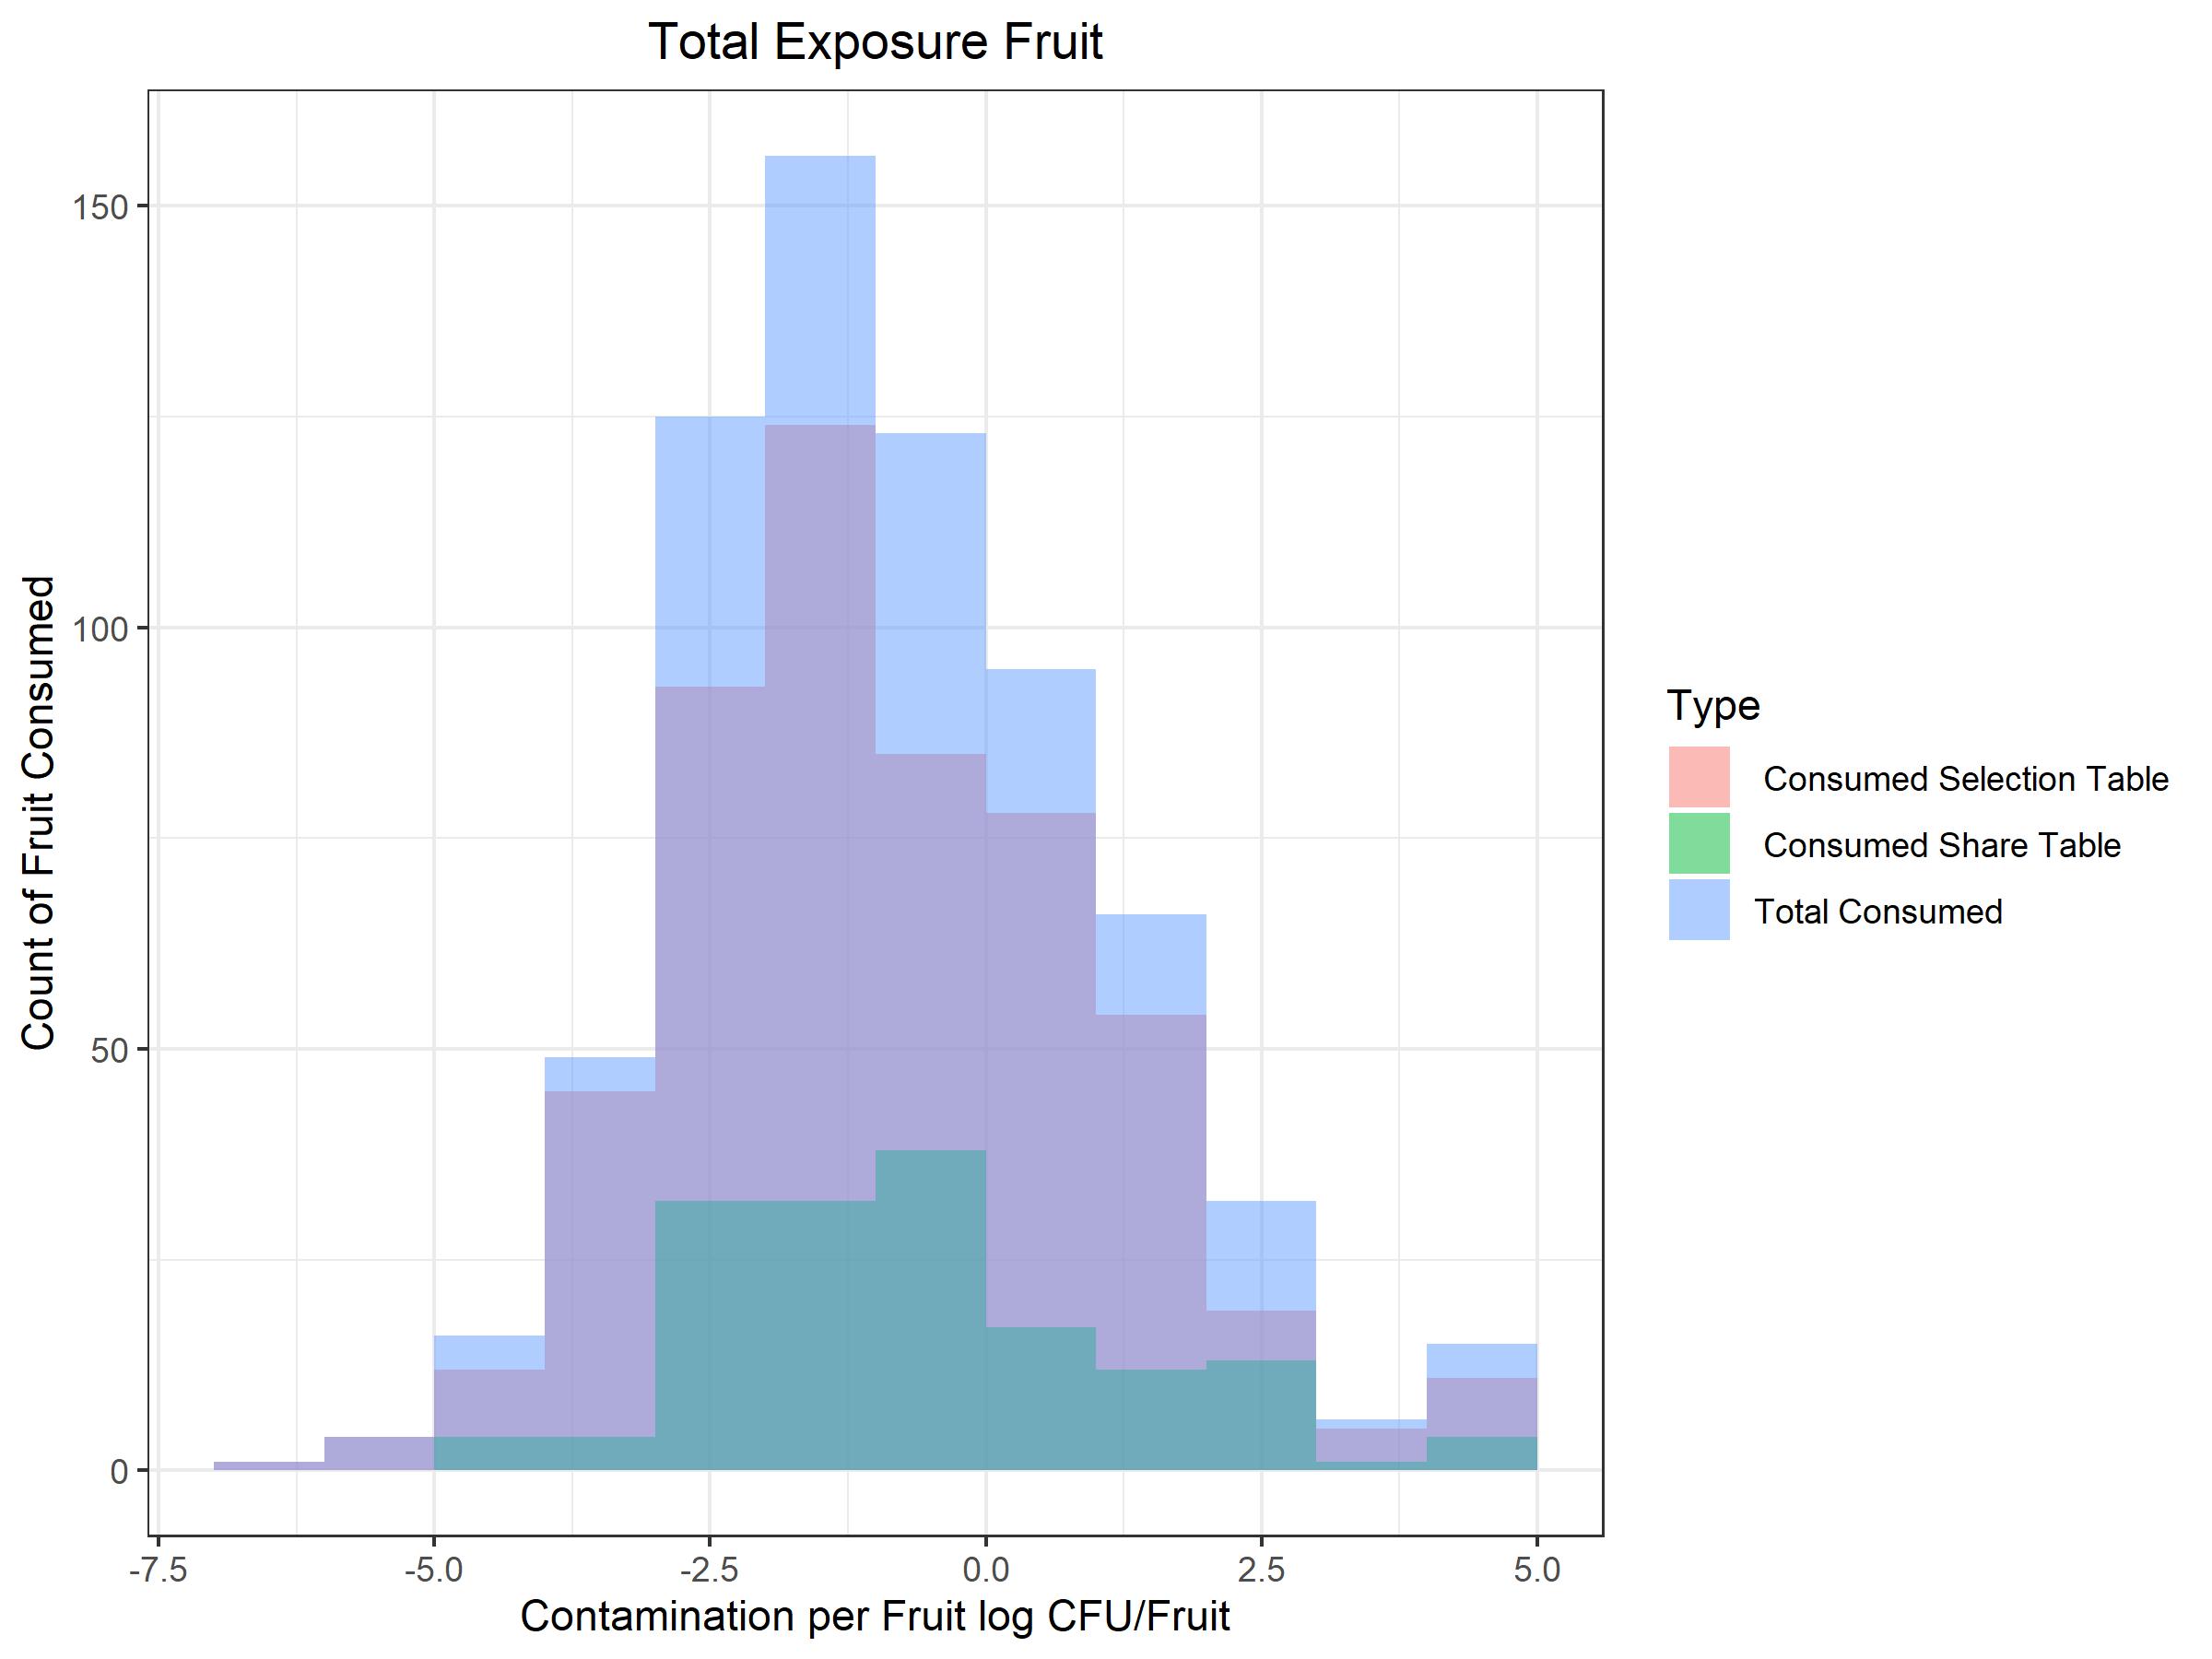 Total Exposure Fruit
Count of Fruit Consumed
150
100
50
0
-7.5
-5.0
-2.5
0.0
2.5
5.0
Contamination per Fruit log CFU/Fruit
Type
Consumed Selection Table
Consumed Share Table
Total Consumed